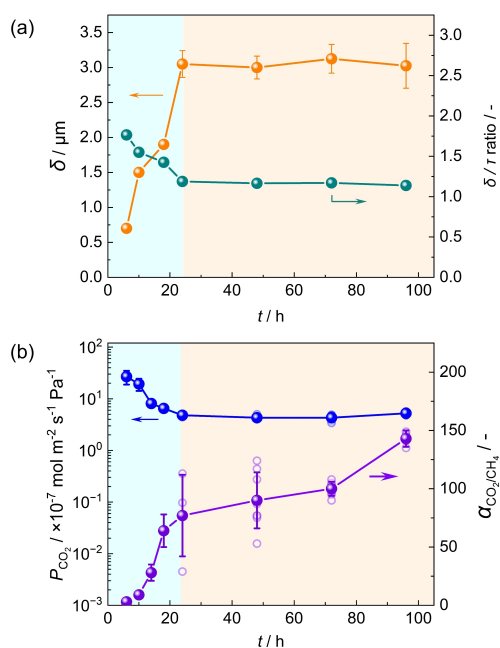 (a)
3.5
3.0
2.5
2.0
1.5
1.0
0.5
0.0
δ / μm
3.0
2.5
2.0
1.5
1.0
0.5
0.0
δ / τ ratio / -
0 20 40 60 80 100
t / h
(b)
10²
10¹
10⁰
10⁻¹
10⁻²
10⁻³
P_CO₂ / ×10⁻⁷ mol m⁻² s⁻¹ Pa⁻¹
200
150
100
50
0
α_CO₂/CH₄ / -
0 20 40 60 80 100
t / h